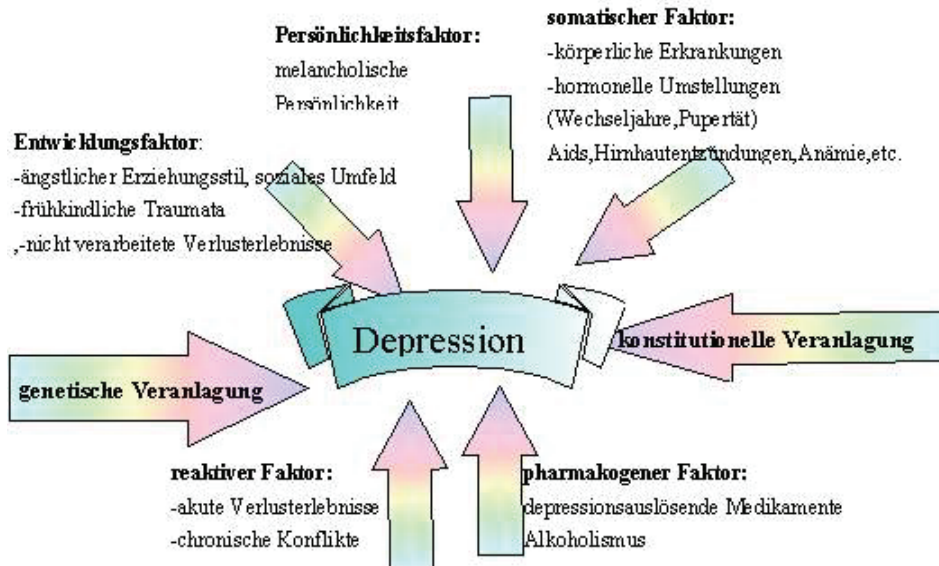 Persönlichkeitsfaktor:
melancholische
Persönlichkeit
somatischer Faktor:
-körperliche Erkrankungen
-hormonelle Umstellungen
(Wechseljahre,Pupertät)
Aids,Hirnhautentzündungen,Anämie,etc.
Entwicklungsfaktor:
-ängstlicher Erziehungsstil, soziales Umfeld
-frühkindliche Traumata
,-nicht verarbeitete Verlusterlebnisse
Depression
konstitutionelle Veranlagung
genetische Veranlagung
reaktiver Faktor:
-akute Verlusterlebnisse
-chronische Konflikte
pharmakogener Faktor:
depressionsauslösende Medikamente
Alkoholismus